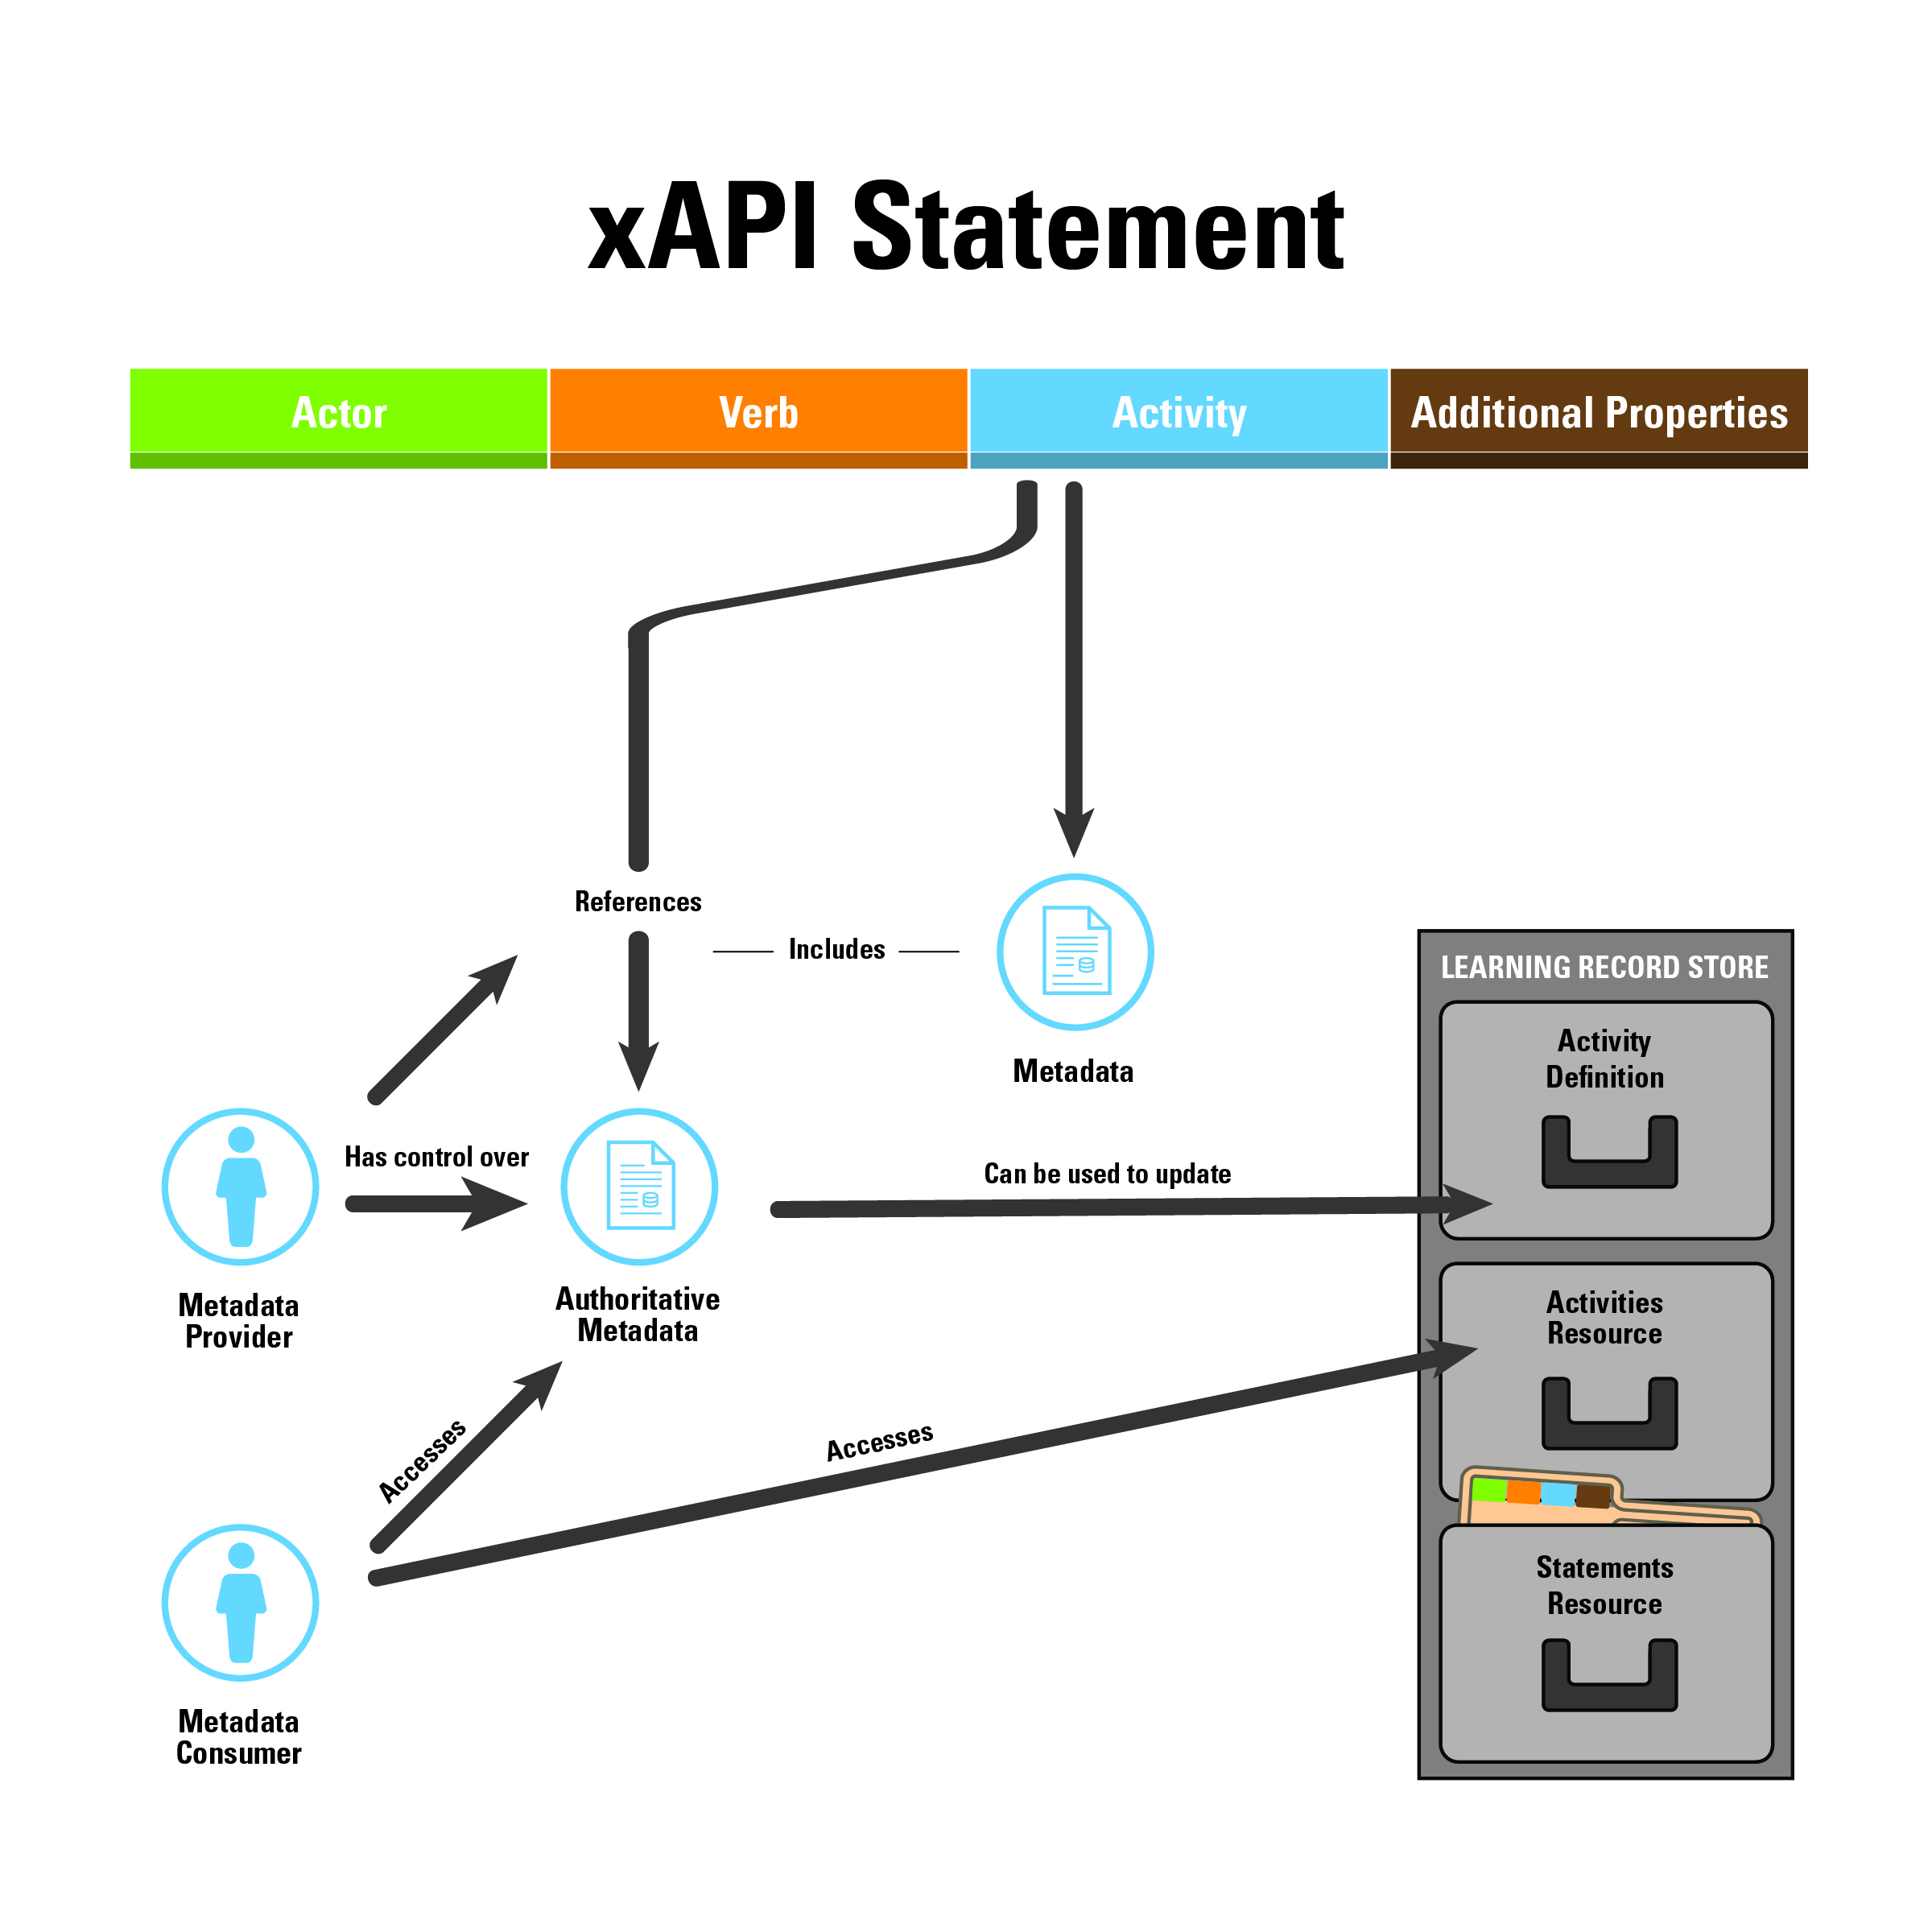 xAPI Statement
Actor
Verb
Activity
Additional Properties
References
Includes
Metadata
LEARNING RECORD STORE
Activity
Definition
Has control over
Can be used to update
Metadata
Provider
Authoritative
Metadata
Activities
Resource
Accesses
Accesses
Statements
Resource
Metadata
Consumer